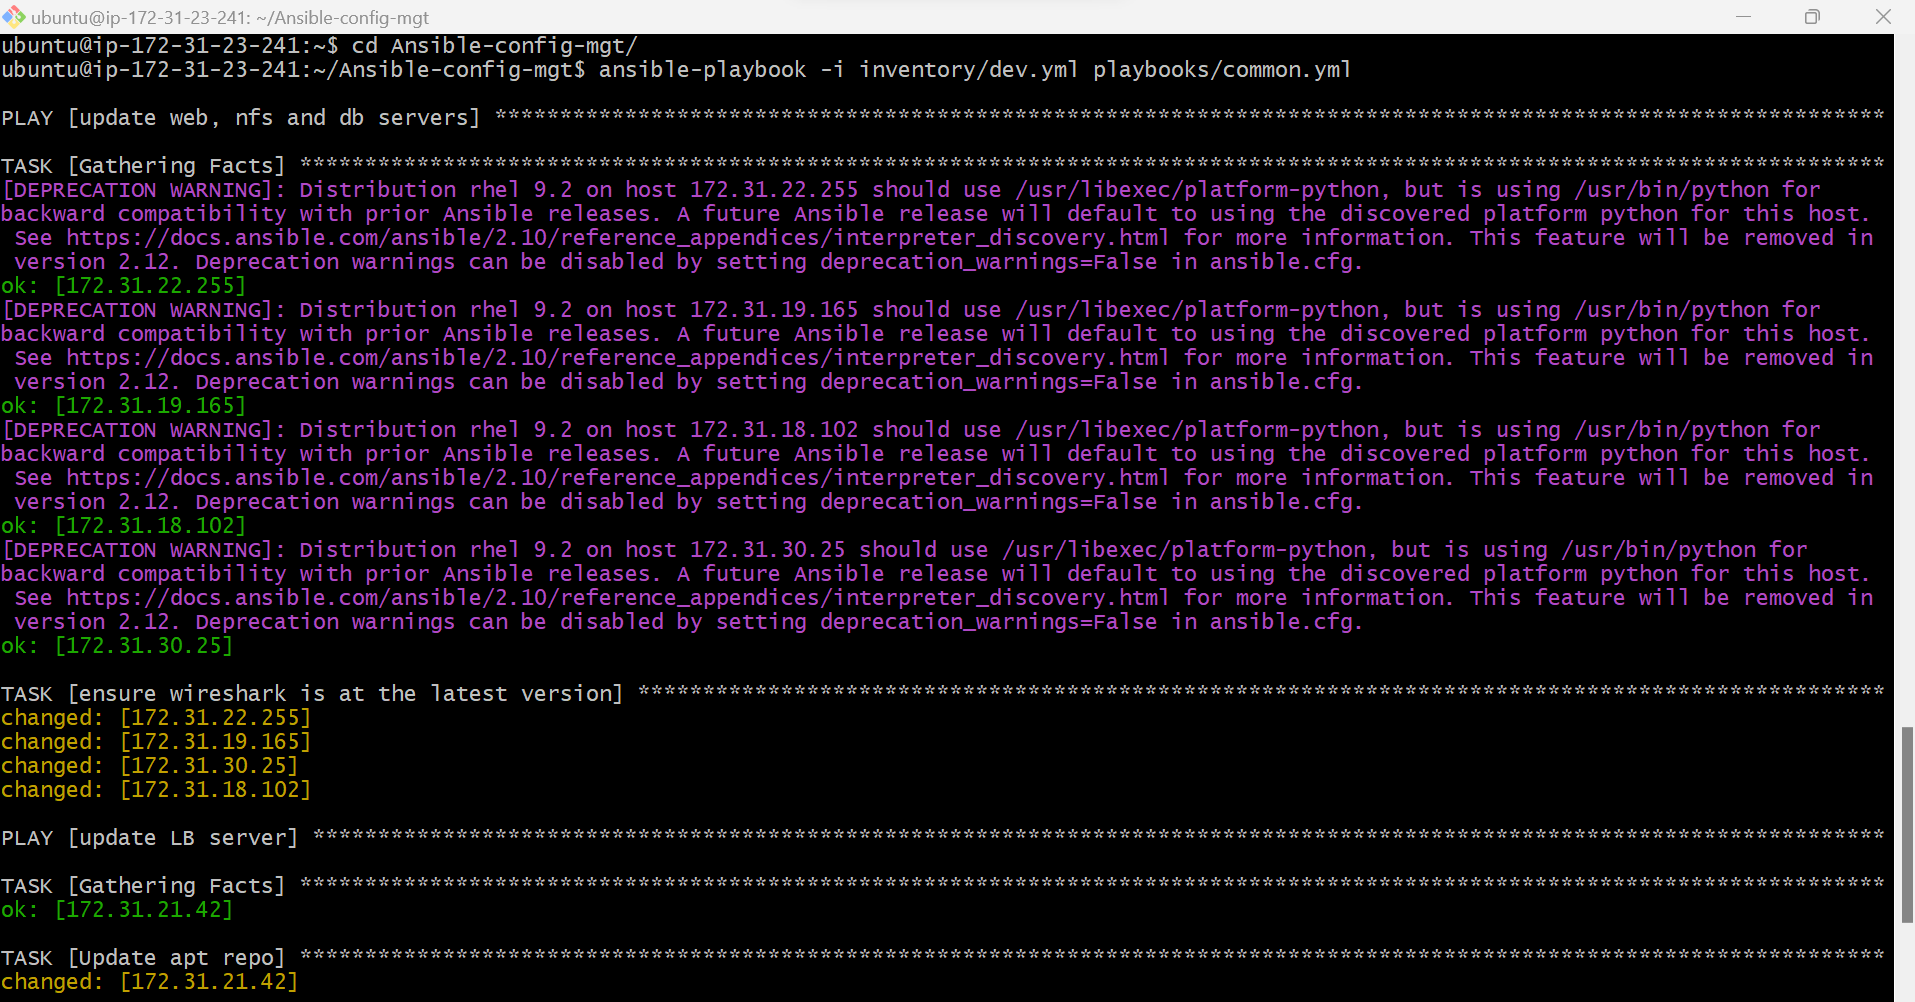 ubuntu@ip-172-31-23-241: ~/Ansible-config-mgt
ubuntu@ip-172-31-23-241:~$ cd Ansible-config-mgt/
ubuntu@ip-172-31-23-241:~/Ansible-config-mgt$ ansible-playbook -i inventory/dev.yml playbooks/common.yml
PLAY [update web, nfs and db servers] ***********************************************************************************************************
TASK [Gathering Facts] **************************************************************************************************************************
[DEPRECATION WARNING]: Distribution rhel 9.2 on host 172.31.22.255 should use /usr/libexec/platform-python, but is using /usr/bin/python for
backward compatibility with prior Ansible releases. A future Ansible release will default to using the discovered platform python for this host.
 See https://docs.ansible.com/ansible/2.10/reference_appendices/interpreter_discovery.html for more information. This feature will be removed in
 version 2.12. Deprecation warnings can be disabled by setting deprecation_warnings=False in ansible.cfg.
ok: [172.31.22.255]
[DEPRECATION WARNING]: Distribution rhel 9.2 on host 172.31.19.165 should use /usr/libexec/platform-python, but is using /usr/bin/python for
backward compatibility with prior Ansible releases. A future Ansible release will default to using the discovered platform python for this host.
 See https://docs.ansible.com/ansible/2.10/reference_appendices/interpreter_discovery.html for more information. This feature will be removed in
 version 2.12. Deprecation warnings can be disabled by setting deprecation_warnings=False in ansible.cfg.
ok: [172.31.19.165]
[DEPRECATION WARNING]: Distribution rhel 9.2 on host 172.31.18.102 should use /usr/libexec/platform-python, but is using /usr/bin/python for
backward compatibility with prior Ansible releases. A future Ansible release will default to using the discovered platform python for this host.
 See https://docs.ansible.com/ansible/2.10/reference_appendices/interpreter_discovery.html for more information. This feature will be removed in
 version 2.12. Deprecation warnings can be disabled by setting deprecation_warnings=False in ansible.cfg.
ok: [172.31.18.102]
[DEPRECATION WARNING]: Distribution rhel 9.2 on host 172.31.30.25 should use /usr/libexec/platform-python, but is using /usr/bin/python for
backward compatibility with prior Ansible releases. A future Ansible release will default to using the discovered platform python for this host.
 See https://docs.ansible.com/ansible/2.10/reference_appendices/interpreter_discovery.html for more information. This feature will be removed in
 version 2.12. Deprecation warnings can be disabled by setting deprecation_warnings=False in ansible.cfg.
ok: [172.31.30.25]
TASK [ensure wireshark is at the latest version] ************************************************************************************************
changed: [172.31.22.255]
changed: [172.31.19.165]
changed: [172.31.30.25]
changed: [172.31.18.102]
PLAY [update LB server] *************************************************************************************************************************
TASK [Gathering Facts] **************************************************************************************************************************
ok: [172.31.21.42]
TASK [Update apt repo] **************************************************************************************************************************
changed: [172.31.21.42]